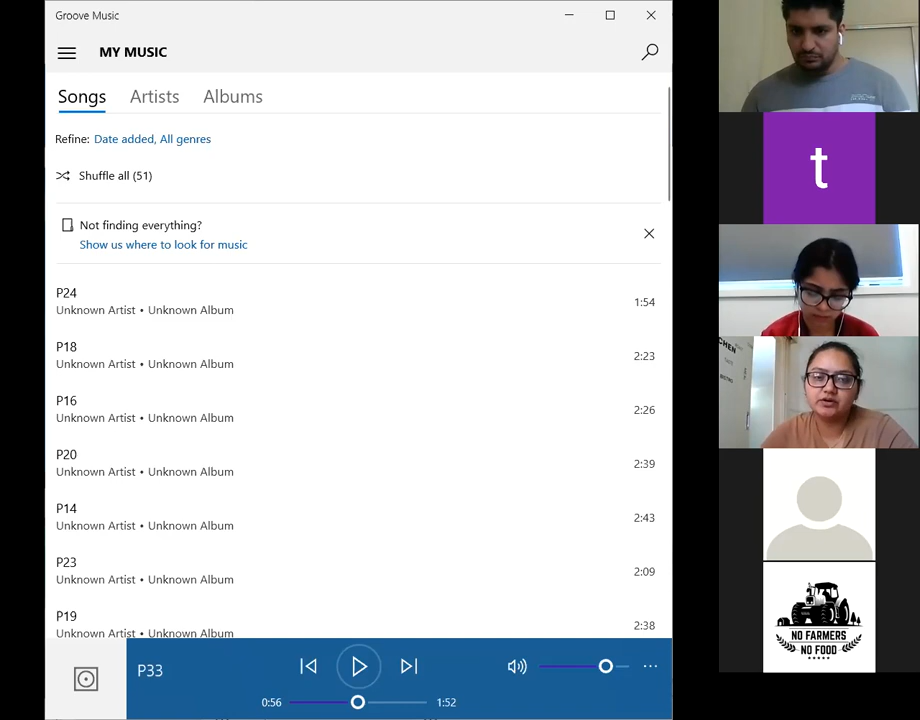 Groove Music
MY MUSIC
Songs Artists Albums
Refine: Date added, All genres
Shuffle all (51)
Not finding everything?
Show us where to look for music
P24
Unknown Artist • Unknown Album
1:54
P18
Unknown Artist • Unknown Album
2:23
P16
Unknown Artist • Unknown Album
2:26
P20
Unknown Artist • Unknown Album
2:39
P14
Unknown Artist • Unknown Album
2:43
P23
Unknown Artist • Unknown Album
2:09
P19
Unknown Artist • Unknown Album
2:38
P33
0:56 1:52
t
NO FARMERS
NO FOOD